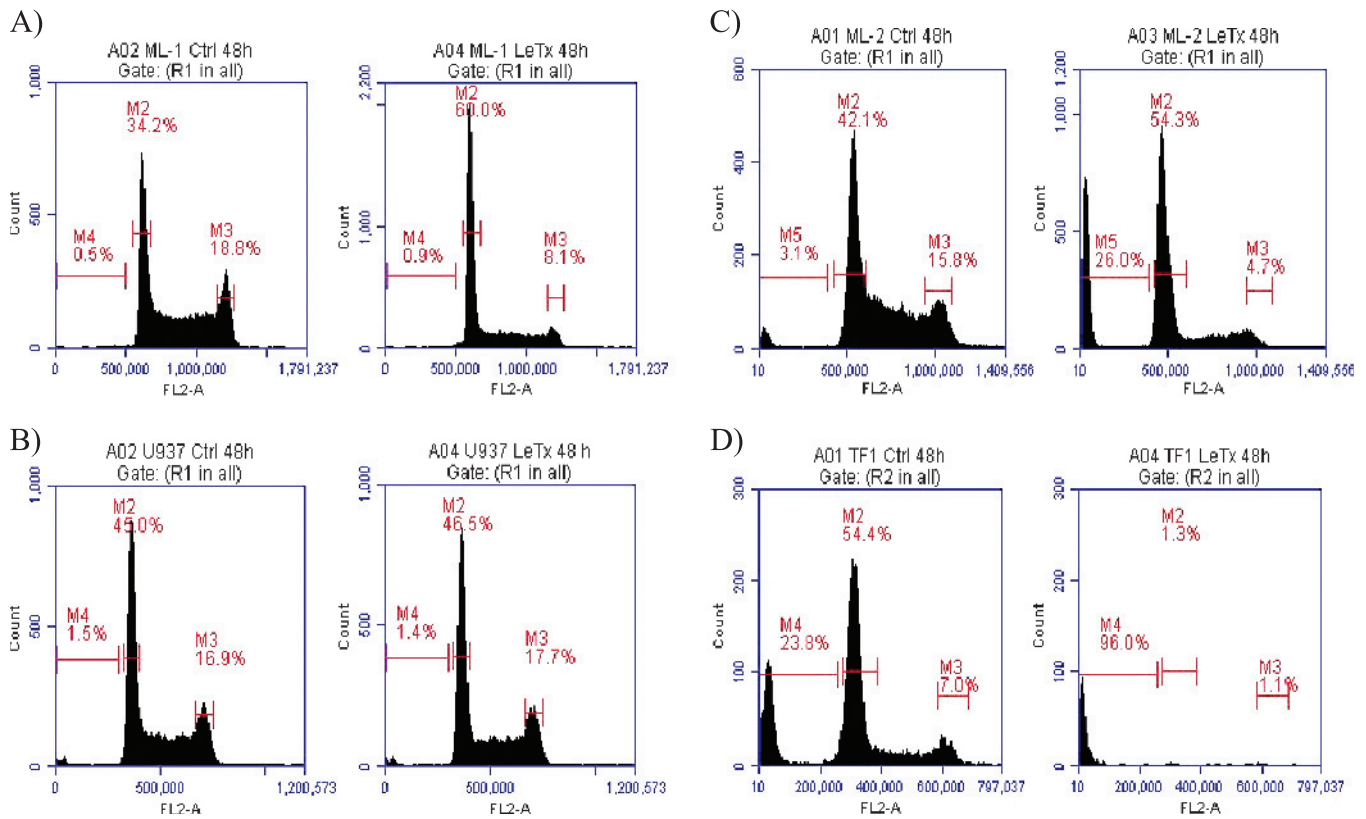 A)
A02 ML-1 Ctrl 48h
Gate: (R1 in all)
1,000
500
0
Count
M2
34.2%
M4
0.5%
M3
18.8%
0 500,000 1,000,000 1,791,237
FL2-A
A04 ML-1 LeTx 48h
Gate: (R1 in all)
2,200
1,000
0
Count
M2
60.0%
M4
0.9%
M3
8.1%
0 500,000 1,000,000 1,791,237
FL2-A
C)
A01 ML-2 Ctrl 48h
Gate: (R1 in all)
600
400
200
0
Count
M2
42.1%
M5
3.1%
M3
15.8%
10 500,000 1,000,000 1,409,556
FL2-A
A03 ML-2 LeTx 48h
Gate: (R1 in all)
1,200
1,000
500
0
Count
M2
54.3%
M5
26.0%
M3
4.7%
10 500,000 1,000,000 1,409,556
FL2-A
B)
A02 U937 Ctrl 48h
Gate: (R1 in all)
1,000
500
0
Count
M2
45.0%
M4
1.5%
M3
16.9%
0 500,000 1,200,573
FL2-A
A04 U937 LeTx 48 h
Gate: (R1 in all)
1,000
500
0
Count
M2
46.5%
M4
1.4%
M3
17.7%
0 500,000 1,200,573
FL2-A
D)
A01 TF1 Ctrl 48h
Gate: (R2 in all)
300
200
100
0
Count
M2
54.4%
M4
23.8%
M3
7.0%
10 200,000 400,000 600,000 797,037
FL2-A
A04 TF1 LeTx 48h
Gate: (R2 in all)
300
200
100
0
Count
M2
1.3%
M4
96.0%
M3
1.1%
10 200,000 400,000 600,000 797,037
FL2-A